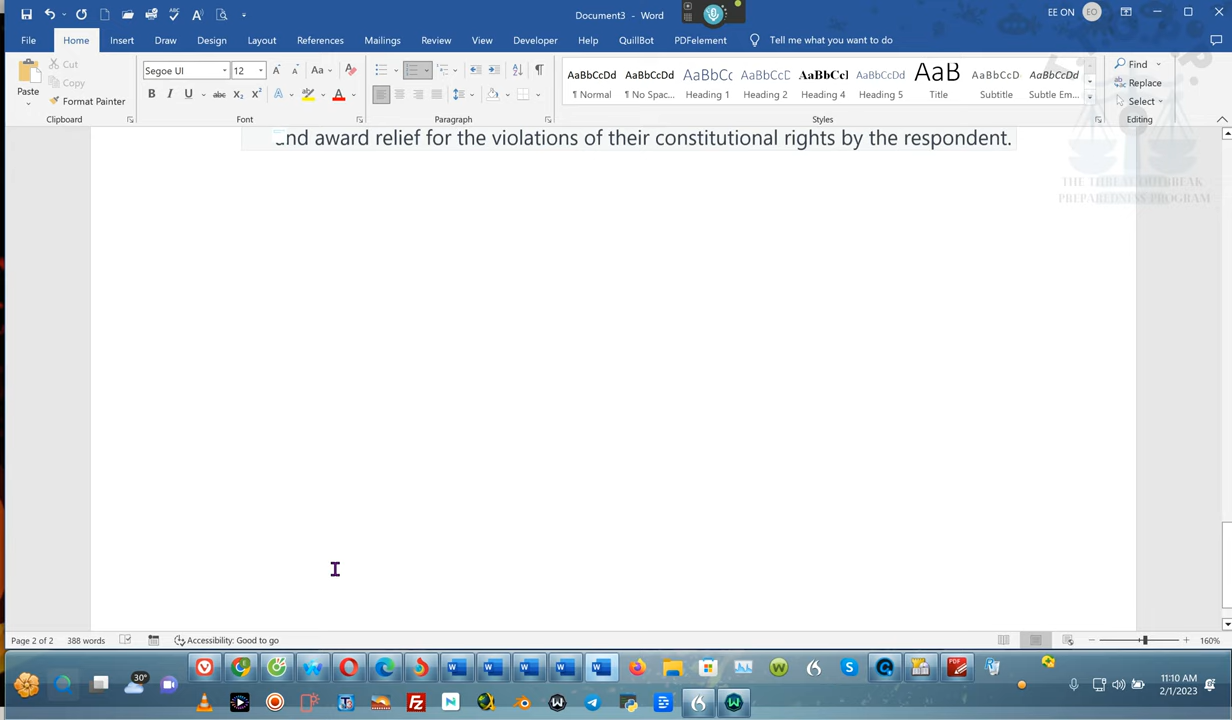 Document3 - Word
EE ON
EO
File
Home
Insert
Draw
Design
Layout
References
Mailings
Review
View
Developer
Help
QuillBot
PDFelement
Tell me what you want to do
Paste
Cut
Copy
Format Painter
Clipboard
Segoe UI
12
Font
Paragraph
AaBbCcDd
¶ Normal
AaBbCcDd
¶ No Spac...
AaBbCc
Heading 1
AaBbCcDd
Heading 2
AaBbCcI
Heading 4
AaBbCcDd
Heading 5
AaB
Title
AaBbCcD
Subtitle
AaBbCcDd
Subtle Em...
Styles
Find
Replace
Select
Editing
and award relief for the violations of their constitutional rights by the respondent.
THE THREAT OUTBREAK
PREPAREDNESS PROGRAM
Page 2 of 2
388 words
Accessibility: Good to go
160%
30°
11:10 AM
2/1/2023